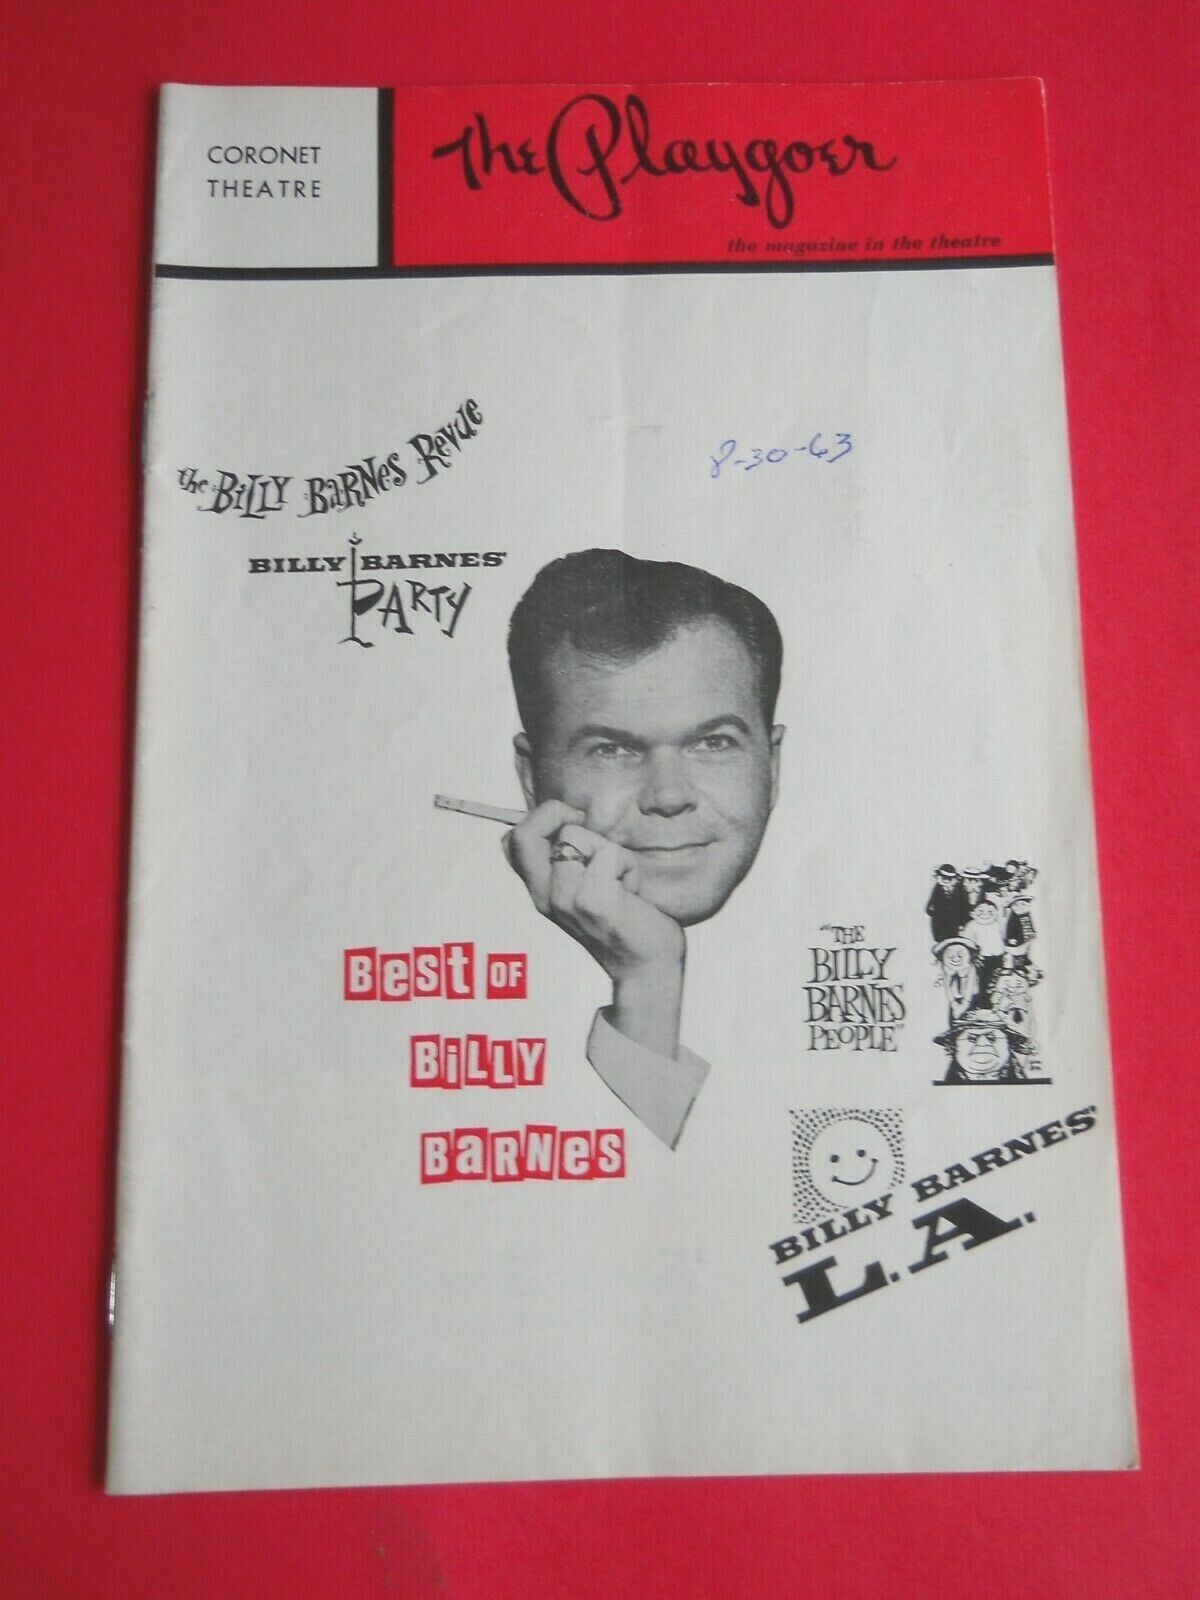 CORONET
THEATRE
The Playgoer
the magazine in the theatre
the BiLLY BaRNes Revue
8-30-63
BILLY BARNES'
PARTY
Best of
BiLLY
BaRNes
"THE
BILLY
BARNES
PEOPLE"
BILLY BARNES'
L.A.